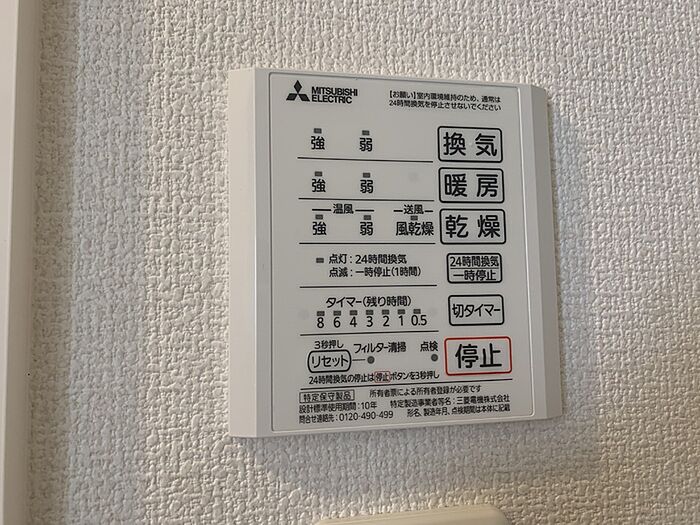 MITSUBISHI
ELECTRIC
【お願い】室内環境維持のため、通常は
24時間換気を停止させないでください
強 弱 換気
強 弱 暖房
温風 送風
強 弱 風乾燥 乾燥
点灯:24時間換気
点滅:一時停止(1時間)
24時間換気
一時停止
タイマー(残り時間)
8 6 4 3 2 1 0.5
切タイマー
3秒押し
リセット フィルター清掃 点検
停止
24時間換気の停止は停止ボタンを3秒押し
特定保守製品 所有者票による所有者登録が必要です
設計標準使用期間:10年 特定製造事業者等名:三菱電機株式会社
問合せ連絡先:0120-490-499 形名、製造年月、点検期間は本体に記載